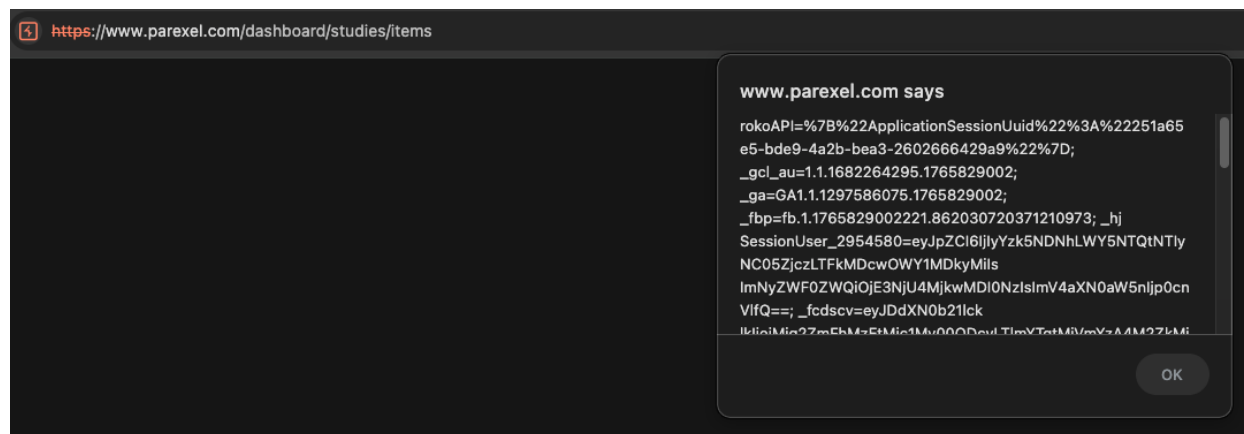 https://www.parexel.com/dashboard/studies/items
www.parexel.com says
rokoAPI=%7B%22ApplicationSessionUuid%22%3A%22251a65
e5-bde9-4a2b-bea3-2602666429a9%22%7D;
_gcl_au=1.1.1682264295.1765829002;
_ga=GA1.1.1297586075.1765829002;
_fbp=fb.1.1765829002221.862030720371210973; _hj
SessionUser_2954580=eyJpZCI6IjIyYzk5NDNhLWY5NTQtNTIy
NC05ZjczLTFkMDcwOWY1MDkyMiIs
ImNyZWF0ZWQiOjE3NjU4MjkwMDI0NzIsImV4aXN0aW5nIjp0cn
VlfQ==; _fcdscv=eyJDdXN0b21lck
OK